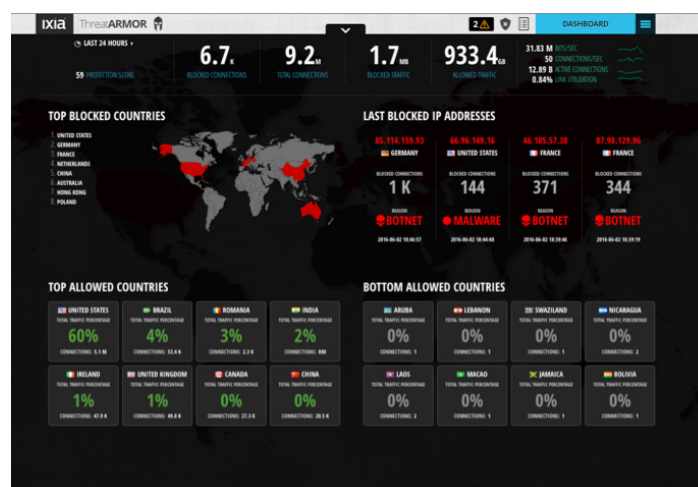 IXIA ThreatARMOR 2 DASHBOARD
LAST 24 HOURS
59 PROTECTION SCORE
6.7 K
BLOCKED CONNECTIONS
9.2 M
TOTAL CONNECTIONS
1.7 MB
BLOCKED TRAFFIC
933.4 GB
ALLOWED TRAFFIC
31.83 M BITS/SEC
50 CONNECTIONS/SEC
12.89 B ACTIVE CONNECTIONS
0.84% LINK UTILIZATION
TOP BLOCKED COUNTRIES
1. UNITED STATES
2. GERMANY
3. FRANCE
4. NETHERLANDS
5. CHINA
6. AUSTRALIA
7. HONG KONG
8. POLAND
LAST BLOCKED IP ADDRESSES
85.114.159.93 66.96.149.16 46.105.57.38 87.98.129.96
GERMANY UNITED STATES FRANCE FRANCE
BLOCKED CONNECTIONS BLOCKED CONNECTIONS BLOCKED CONNECTIONS BLOCKED CONNECTIONS
1 K 144 371 344
REASON REASON REASON REASON
BOTNET MALWARE BOTNET BOTNET
2016-06-02 18:46:57 2016-06-02 18:44:48 2016-06-02 18:39:46 2016-06-02 18:39:19
TOP ALLOWED COUNTRIES
UNITED STATES BRAZIL ROMANIA INDIA
TOTAL TRAFFIC PERCENTAGE TOTAL TRAFFIC PERCENTAGE TOTAL TRAFFIC PERCENTAGE TOTAL TRAFFIC PERCENTAGE
60% 4% 3% 2%
CONNECTIONS: 5.1 M CONNECTIONS: 53.4 K CONNECTIONS: 2.3 K CONNECTIONS:
IRELAND UNITED KINGDOM CANADA CHINA
TOTAL TRAFFIC PERCENTAGE TOTAL TRAFFIC PERCENTAGE TOTAL TRAFFIC PERCENTAGE TOTAL TRAFFIC PERCENTAGE
1% 1% 0% 0%
CONNECTIONS: 47.9 K CONNECTIONS: 49.8 K CONNECTIONS: 27.3 K CONNECTIONS: 20.5 K
BOTTOM ALLOWED COUNTRIES
ARUBA LEBANON SWAZILAND NICARAGUA
TOTAL TRAFFIC PERCENTAGE TOTAL TRAFFIC PERCENTAGE TOTAL TRAFFIC PERCENTAGE TOTAL TRAFFIC PERCENTAGE
0% 0% 0% 0%
CONNECTIONS: 1 CONNECTIONS: 1 CONNECTIONS: 1 CONNECTIONS: 2
LAOS MACAO JAMAICA BOLIVIA
TOTAL TRAFFIC PERCENTAGE TOTAL TRAFFIC PERCENTAGE TOTAL TRAFFIC PERCENTAGE TOTAL TRAFFIC PERCENTAGE
0% 0% 0% 0%
CONNECTIONS: 2 CONNECTIONS: 1 CONNECTIONS: 1 CONNECTIONS: 1